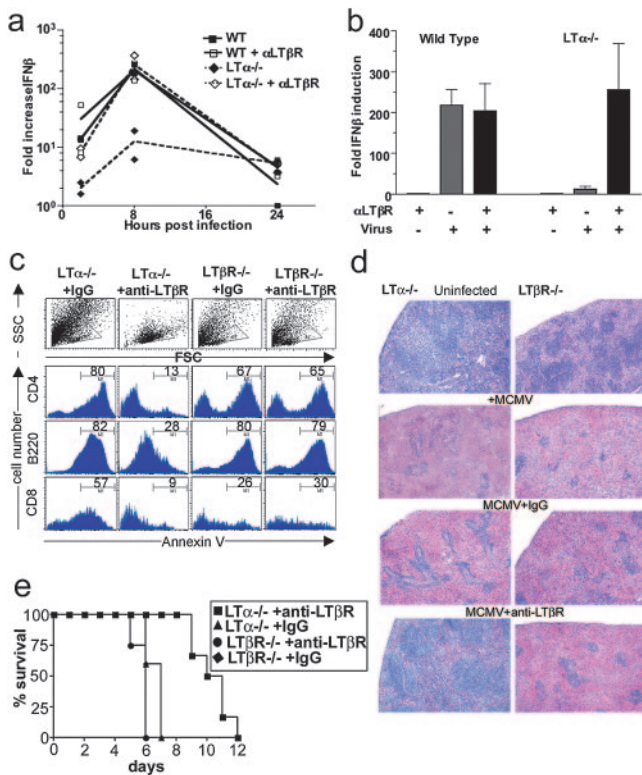 a
Fold increaseIFNβ
10³
10²
10¹
10⁰
0
8
16
24
Hours post infection
WT
WT + αLTβR
LTα-/-
LTα-/- + αLTβR
b
Wild Type
LTα-/-
Fold IFNβ induction
400
300
200
100
0
αLTβR + - + + - +
Virus - + + - + +
c
LTα-/- +IgG
LTα-/- +anti-LTβR
LTβR-/- +IgG
LTβR-/- +anti-LTβR
SSC
FSC
cell number
CD4
80 13 67 65
B220
82 28 80 79
CD8
57 9 26 30
M1
Annexin V
d
LTα-/- Uninfected LTβR-/-
+MCMV
MCMV+IgG
MCMV+anti-LTβR
e
% survival
100
75
50
25
0
0 2 4 6 8 10 12
days
LTα-/- +anti-LTβR
LTα-/- +IgG
LTβR-/- +anti-LTβR
LTβR-/- +IgG